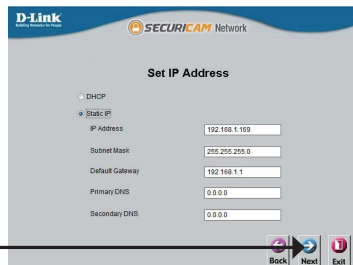 D-Link
Building Networks for People
SECURICAM Network
Set IP Address
DHCP
Static IP
IP Address 192.168.1.169
Subnet Mask 255.255.255.0
Default Gateway 192.168.1.1
Primary DNS 0.0.0.0
Secondary DNS 0.0.0.0
Back Next Exit